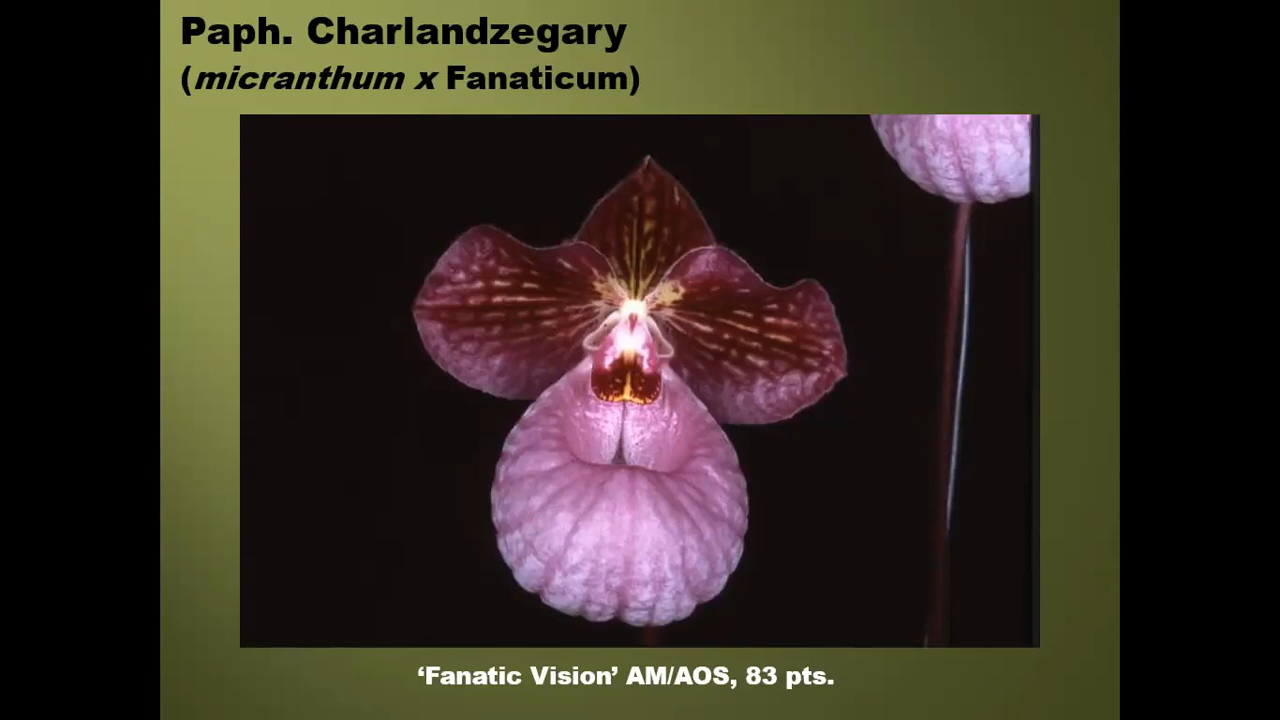 Paph. Charlandzegary
(micranthum x Fanaticum)
‘Fanatic Vision’ AM/AOS, 83 pts.